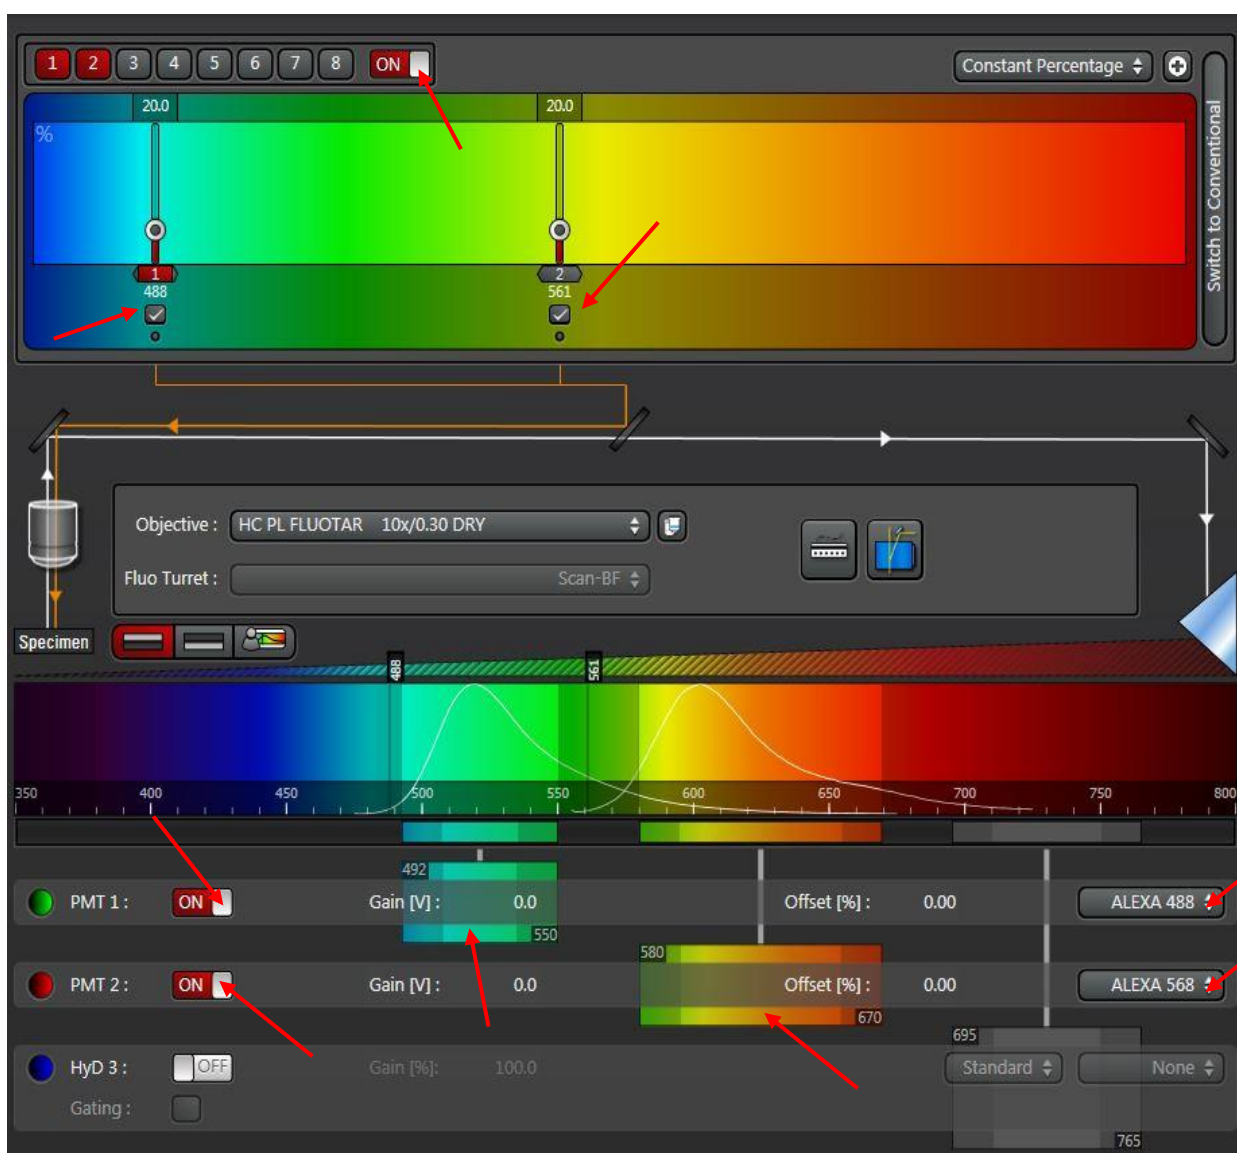 1 2 3 4 5 6 7 8 ON Constant Percentage
Switch to Conventional
20.0 20.0
%
1 2
488 561
Objective : HC PL FLUOTAR 10x/0.30 DRY
Fluo Turret : Scan-BF
Specimen
488 561
350 400 450 500 550 600 650 700 750 800
492
PMT 1 : ON Gain [V] : 0.0 Offset [%] : 0.00 ALEXA 488
550
580
PMT 2 : ON Gain [V] : 0.0 Offset [%] : 0.00 ALEXA 568
670
695
HyD 3 : OFF Gain [%]: 100.0 Standard None
Gating :
765